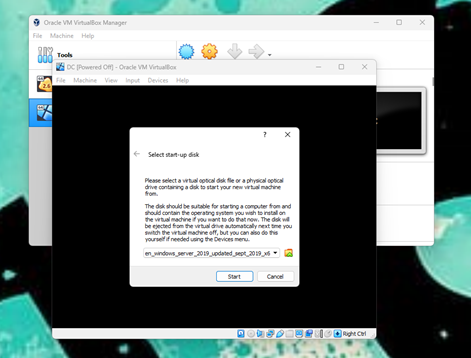 Oracle VM VirtualBox Manager
File Machine Help
Tools
2.6
DC [Powered Off] - Oracle VM VirtualBox
File Machine View Input Devices Help
?
Select start-up disk
Please select a virtual optical disk file or a physical optical
drive containing a disk to start your new virtual machine
from.
The disk should be suitable for starting a computer from and
should contain the operating system you wish to install on
the virtual machine if you want to do that now. The disk will
be ejected from the virtual drive automatically next time you
switch the virtual machine off, but you can also do this
yourself if needed using the Devices menu.
en_windows_server_2019_updated_sept_2019_x6
Start Cancel
Right Ctrl